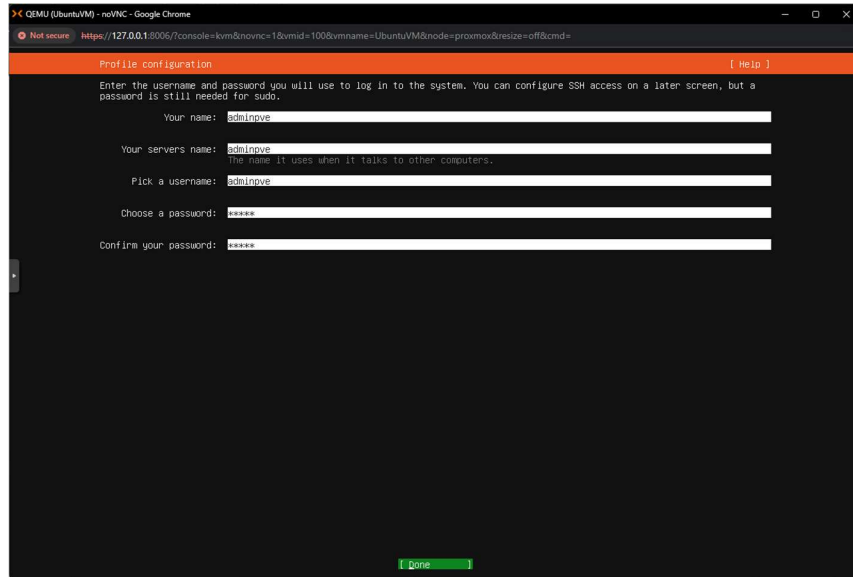 QEMU (UbuntuVM) - noVNC - Google Chrome
Not secure https://127.0.0.1:8006/?console=kvm&novnc=1&vmid=100&vmname=UbuntuVM&node=proxmox&resize=off&cmd=
Profile configuration [ Help ]
Enter the username and password you will use to log in to the system. You can configure SSH access on a later screen, but a
password is still needed for sudo.
Your name: adminpve
Your servers name: adminpve
The name it uses when it talks to other computers.
Pick a username: adminpve
Choose a password: *****
Confirm your password: *****
[ Done ]